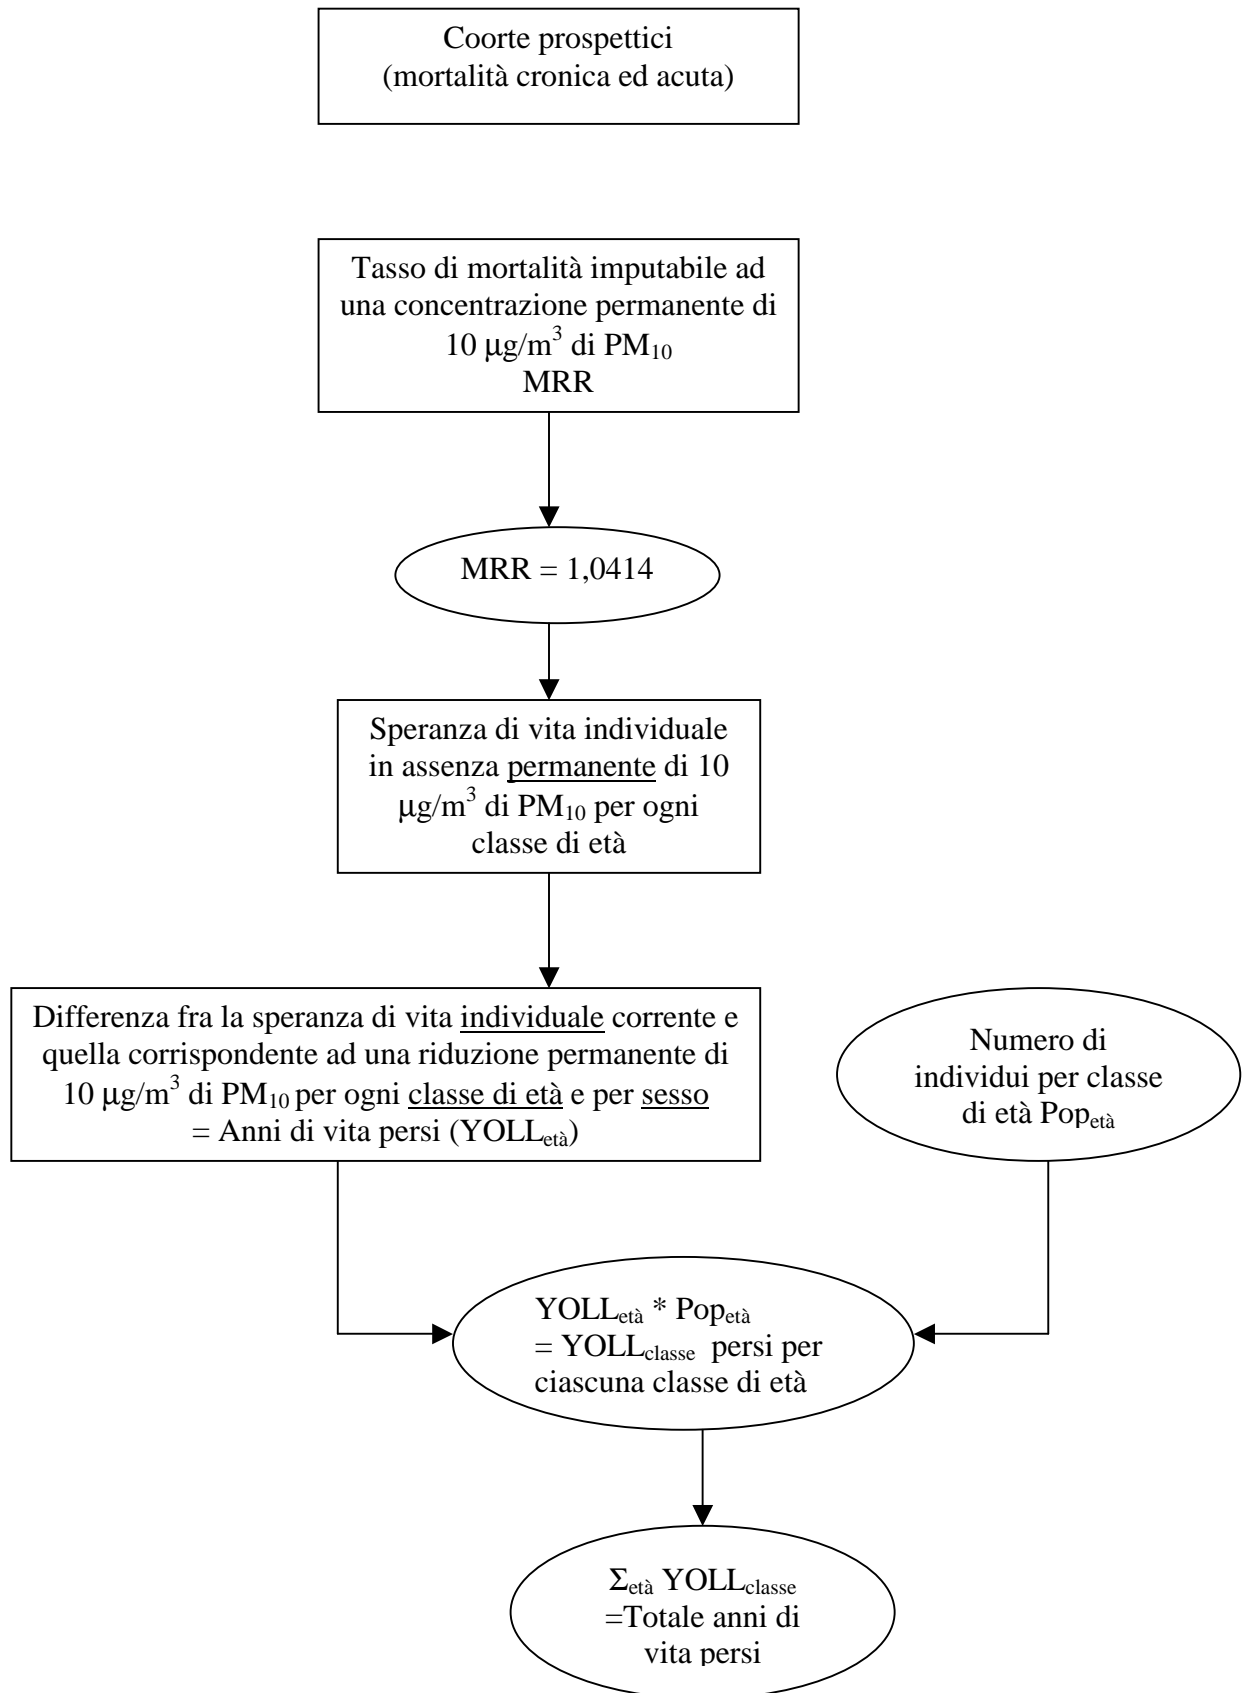 Coorte prospettici
(mortalità cronica ed acuta)
Tasso di mortalità imputabile ad
una concentrazione permanente di
10 μg/m³ di PM₁₀
MRR
MRR = 1,0414
Speranza di vita individuale
in assenza permanente di 10
μg/m³ di PM₁₀ per ogni
classe di età
Differenza fra la speranza di vita individuale corrente e
quella corrispondente ad una riduzione permanente di
10 μg/m³ di PM₁₀ per ogni classe di età e per sesso
= Anni di vita persi (YOLLetà)
Numero di
individui per classe
di età Popetà
YOLLetà * Popetà
= YOLLclasse persi per
ciascuna classe di età
Σetà YOLLclasse
=Totale anni di
vita persi